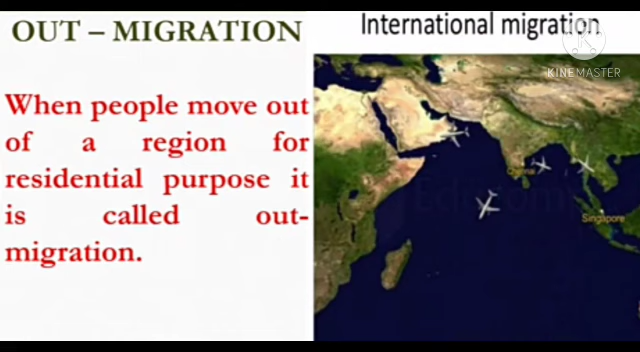 OUT – MIGRATION
When people move out
of a region for
residential purpose it
is called out-
migration.
International migration
KINEMASTER
Chennai
Singapore